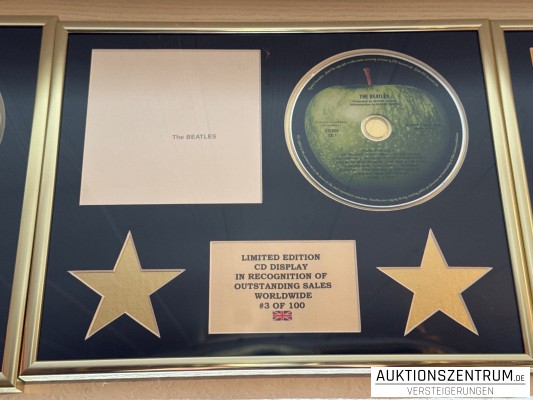 The BEATLES
THE BEATLES
LIMITED EDITION
CD DISPLAY
IN RECOGNITION OF
OUTSTANDING SALES
WORLDWIDE
#3 OF 100
AUKTIONSZENTRUM.DE
VERSTEIGERUNGEN